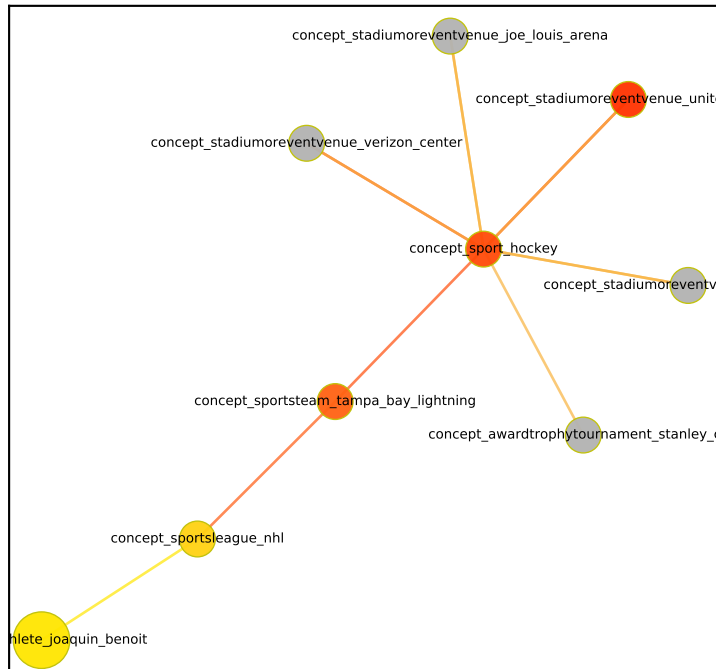 concept_stadiumoreventvenue_joe_louis_arena
concept_stadiumoreventvenue_unite
concept_stadiumoreventvenue_verizon_center
concept_sport_hockey
concept_stadiumoreventv
concept_sportsteam_tampa_bay_lightning
concept_awardtrophytournament_stanley_c
concept_sportsleague_nhl
hlete_joaquin_benoit